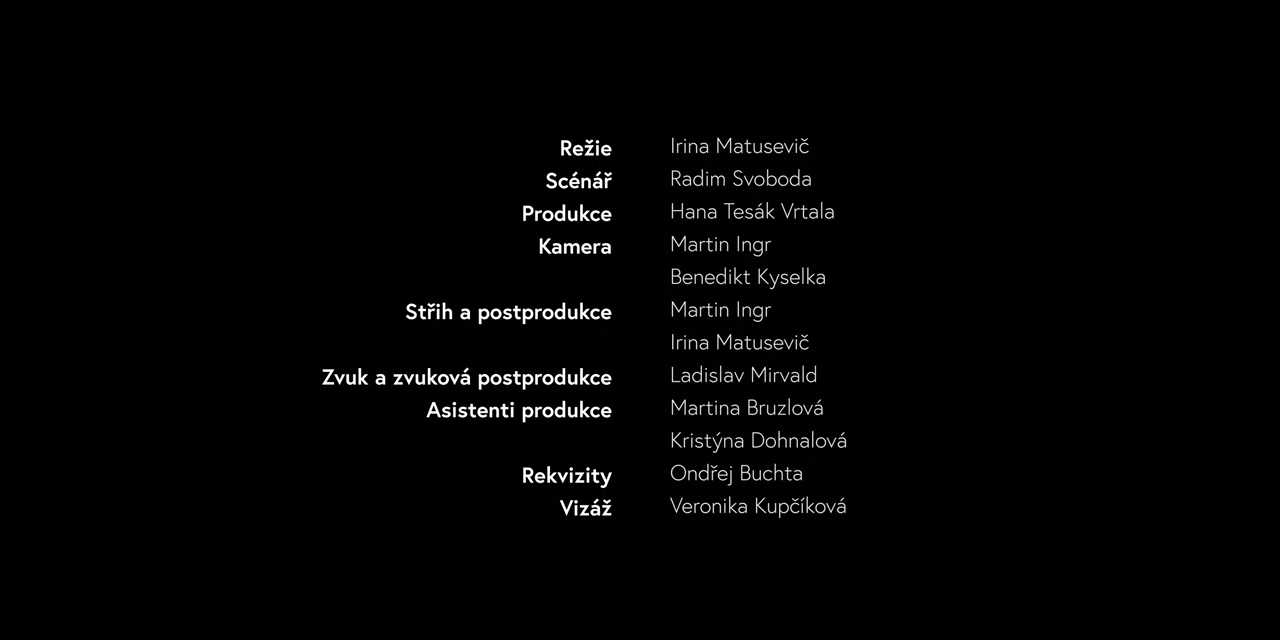 Režie Irina Matusevič
Scénář Radim Svoboda
Produkce Hana Tesák Vrtala
Kamera Martin Ingr
Benedikt Kyselka
Střih a postprodukce Martin Ingr
Irina Matusevič
Zvuk a zvuková postprodukce Ladislav Mirvald
Asistenti produkce Martina Bruzlová
Kristýna Dohnalová
Rekvizity Ondřej Buchta
Vizáž Veronika Kupčíková